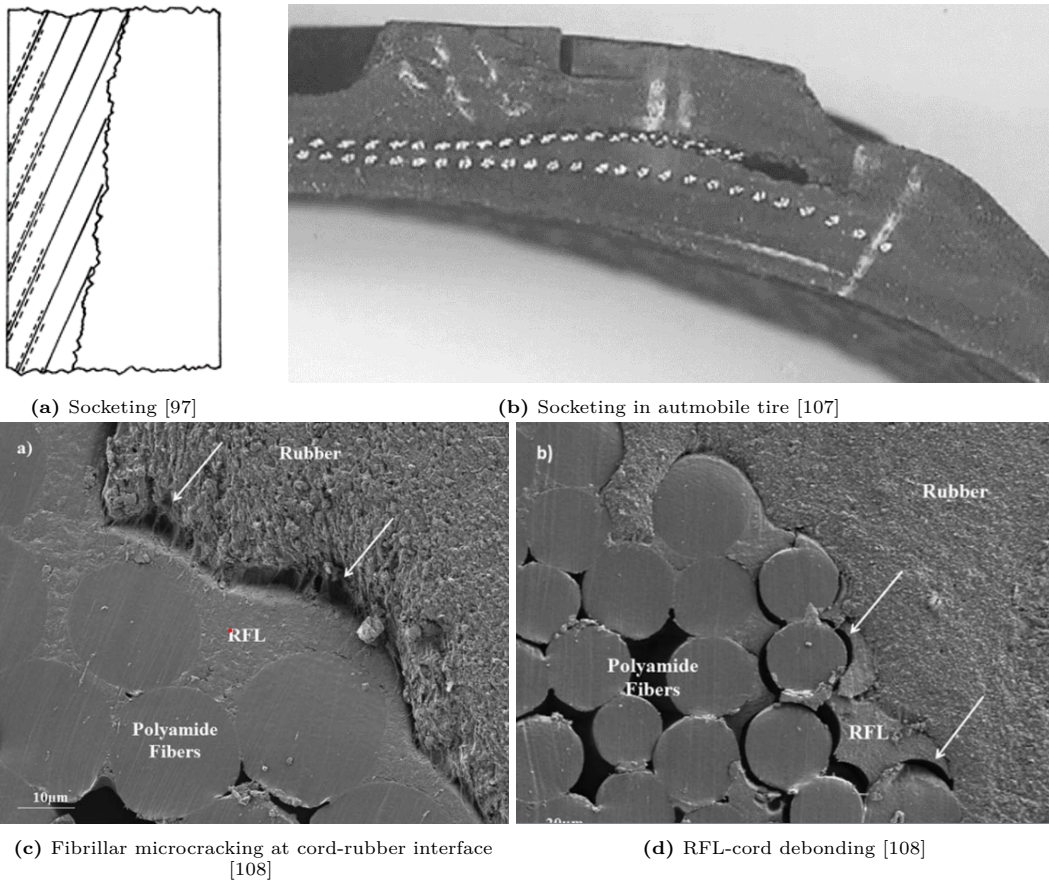 (a) Socketing [97]
(b) Socketing in autmobile tire [107]
a)
Rubber
RFL
Polyamide
Fibers
10µm
b)
Rubber
Polyamide
Fibers
RFL
20µm
(c) Fibrillar microcracking at cord-rubber interface
[108]
(d) RFL-cord debonding [108]